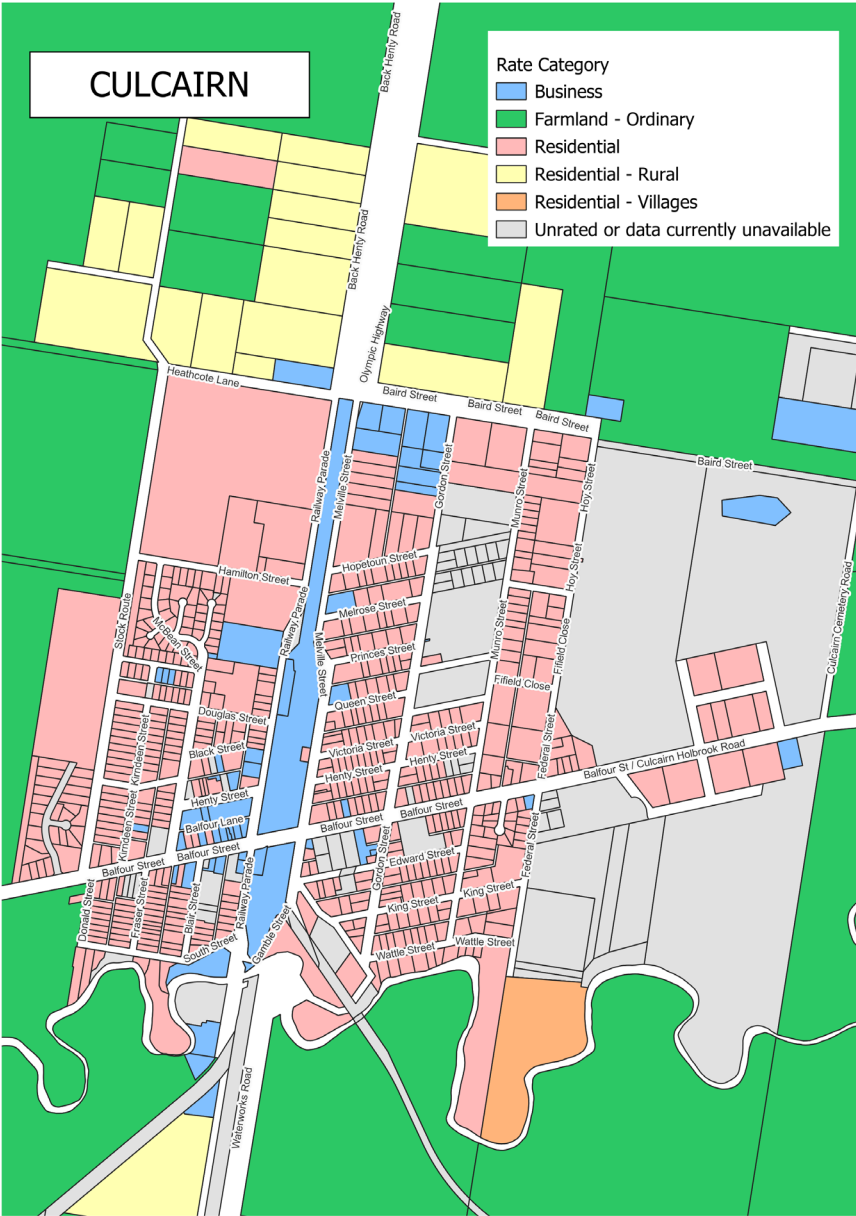 CULCAIRN
Rate Category
Business
Farmland - Ordinary
Residential
Residential - Rural
Residential - Villages
Unrated or data currently unavailable
Back Henty Road
Back Henty Road
Olympic Highway
Heathcote Lane
Baird Street
Baird Street
Baird Street
Baird Street
Railway Parade
Melville Street
Gordon Street
Munro Street
Hoy Street
Hoy Street
Hopetoun Street
Hamilton Street
Stock Route
McBean Street
Railway Parade
Melrose Street
Melville Street
Princes Street
Munro Street
Fifield Close
Fifield Close
Culcairn Cemetery Road
Queen Street
Douglas Street
Kirndeen Street
Black Street
Victoria Street
Victoria Street
Federal Street
Henty Street
Henty Street
Balfour St / Culcairn Holbrook Road
Henty Street
Kirndeen Street
Balfour Lane
Balfour Street
Balfour Street
Balfour Street
Balfour Street
Gordon Street
Edward Street
Federal Street
Donald Street
Fraser Street
Blair Street
Railway Parade
King Street
King Street
South Street
Gamble Street
Wattle Street
Wattle Street
Waterworks Road